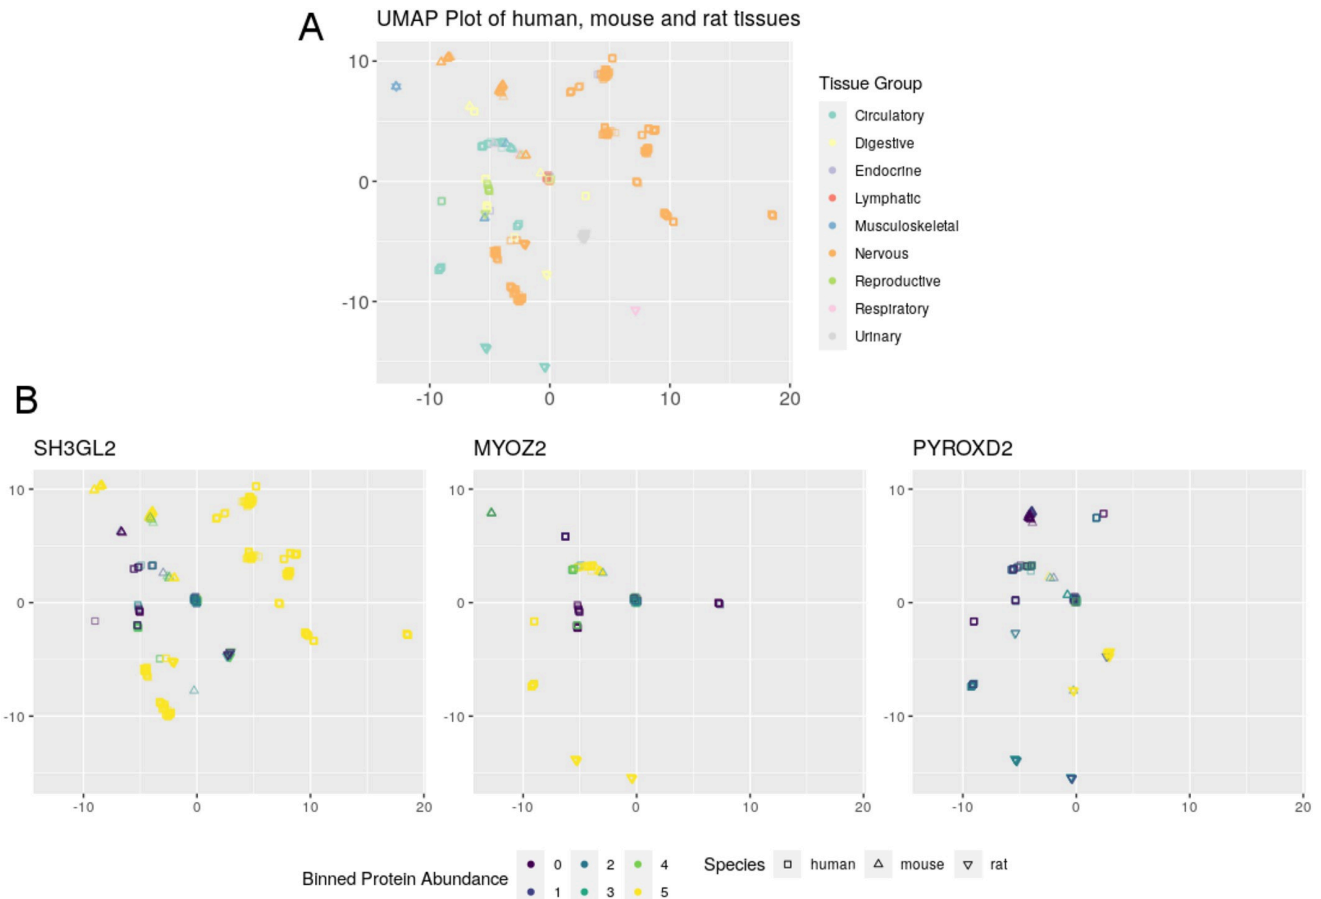 A
UMAP Plot of human, mouse and rat tissues
10
0
-10
-10 0 10 20
Tissue Group
Circulatory
Digestive
Endocrine
Lymphatic
Musculoskeletal
Nervous
Reproductive
Respiratory
Urinary
B
SH3GL2
10
0
-10
-10 0 10 20
MYOZ2
10
0
-10
-10 0 10 20
PYROXD2
10
0
-10
-10 0 10 20
Binned Protein Abundance
0 2 4
1 3 5
Species human mouse rat